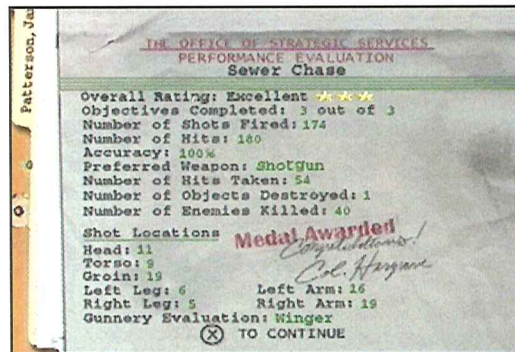 Patterson, Ja
THE OFFICE OF STRATEGIC SERVICES
PERFORMANCE EVALUATION
Sewer Chase
Overall Rating: Excellent
Objectives Completed: 3 out of 3
Number of Shots Fired: 174
Number of Hits: 180
Accuracy: 100%
Preferred Weapon: Shotgun
Number of Hits Taken: 54
Number of Objects Destroyed: 1
Number of Enemies Killed: 40
Shot Locations
Medal Awarded
Congratulations!
Col. Hargrove
Head: 11
Torso: 9
Groin: 19
Left Leg: 6 Left Arm: 16
Right Leg: 5 Right Arm: 19
Gunnery Evaluation: Winger
X TO CONTINUE